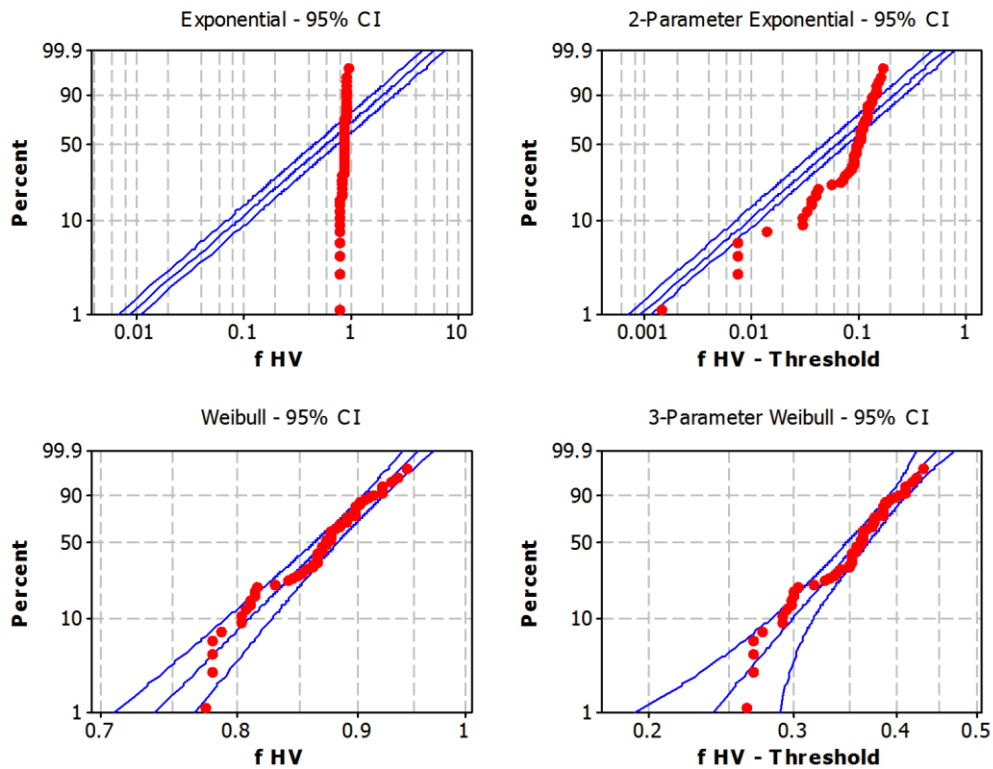 Exponential - 95% CI
99.9
90
50
10
1
Percent
0.01 0.1 1 10
f HV
2-Parameter Exponential - 95% CI
99.9
90
50
10
1
Percent
0.001 0.01 0.1 1
f HV - Threshold
Weibull - 95% CI
99.9
90
50
10
1
Percent
0.7 0.8 0.9 1
f HV
3-Parameter Weibull - 95% CI
99.9
90
50
10
1
Percent
0.2 0.3 0.4 0.5
f HV - Threshold